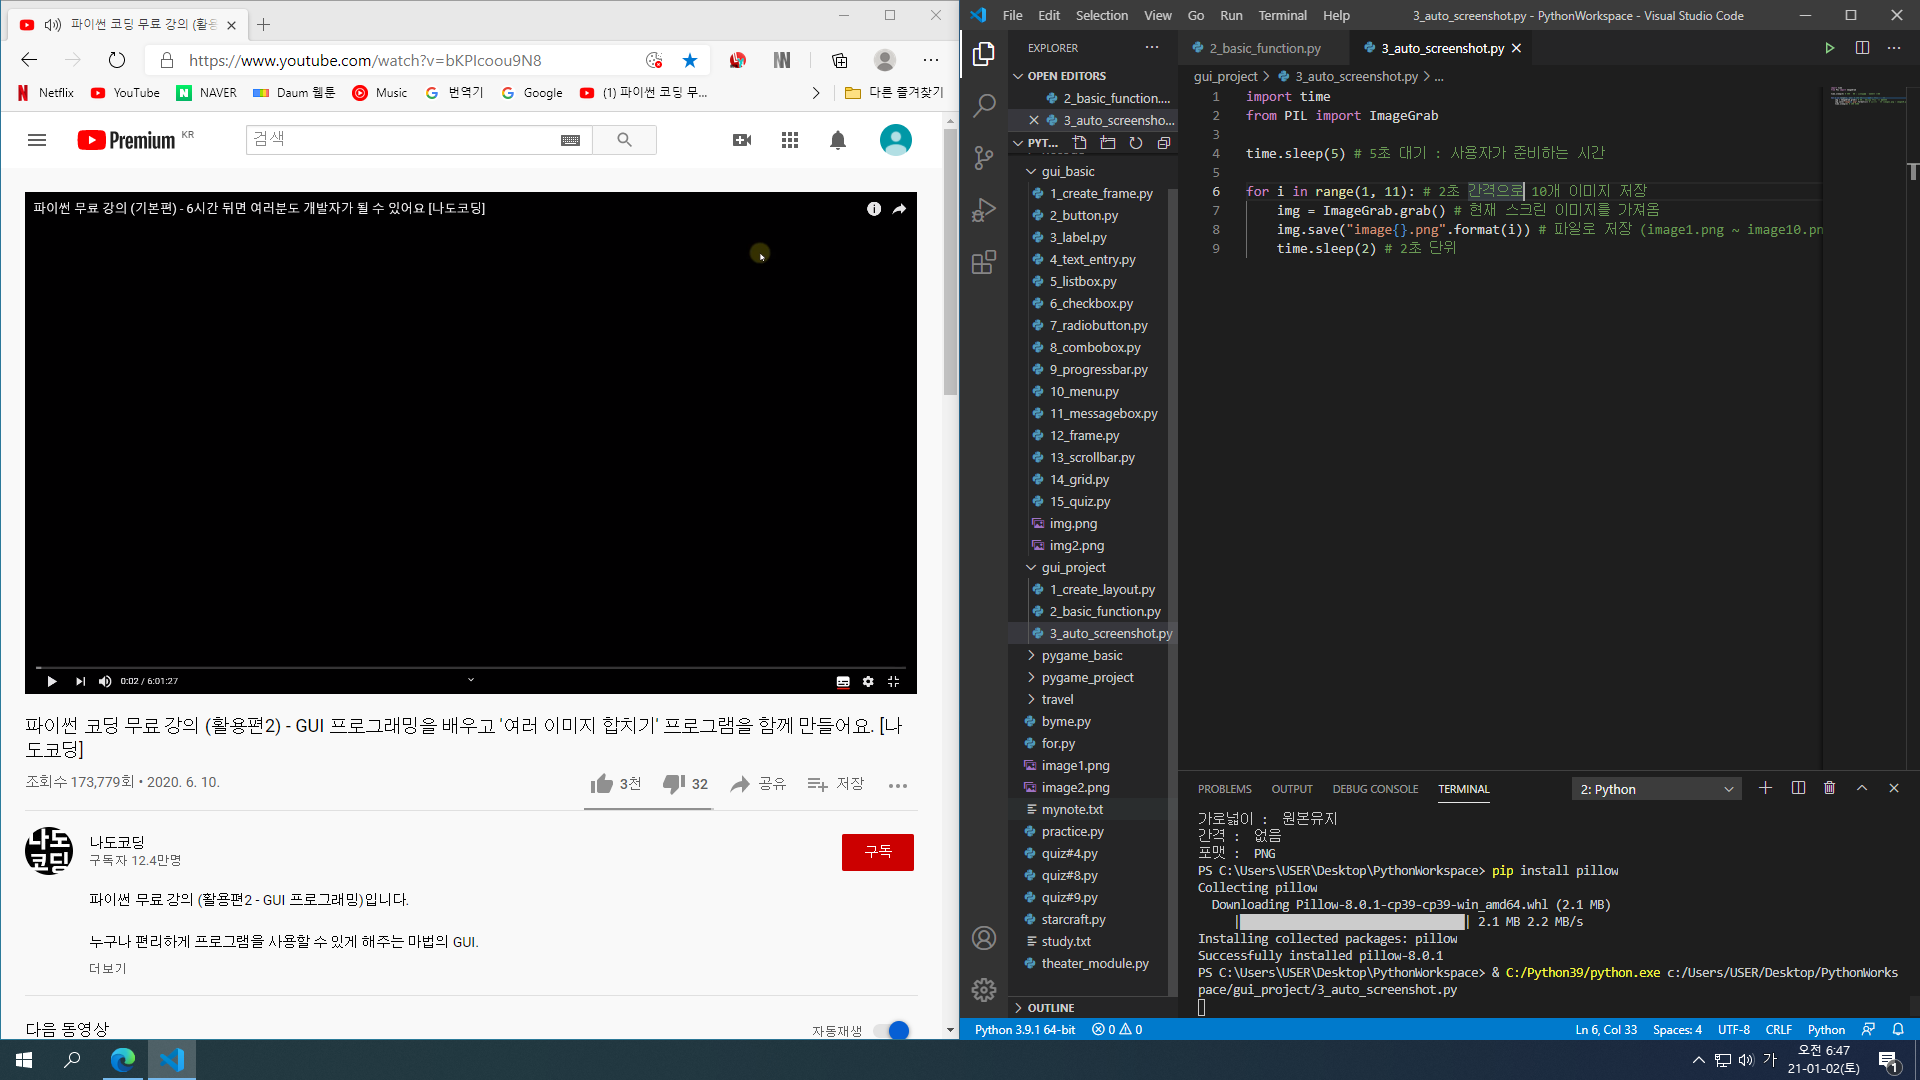 파이썬 코딩 무료 강의 (활용
https://www.youtube.com/watch?v=bKPIcoou9N8
Netflix
YouTube
NAVER
Daum 웹툰
Music
번역기
Google
(1) 파이썬 코딩 무...
다른 즐겨찾기
Premium KR
검색
파이썬 무료 강의 (기본편) - 6시간 뒤면 여러분도 개발자가 될 수 있어요 [나도코딩]
0:02 / 6:01:27
파이썬 코딩 무료 강의 (활용편2) - GUI 프로그래밍을 배우고 '여러 이미지 합치기' 프로그램을 함께 만들어요. [나
도코딩]
조회수 173,779회 • 2020. 6. 10.
3천
32
공유
저장
나도
코딩
나도코딩
구독자 12.4만명
구독
파이썬 무료 강의 (활용편2 - GUI 프로그래밍)입니다.
누구나 편리하게 프로그램을 사용할 수 있게 해주는 마법의 GUI.
더보기
다음 동영상
자동재생
File Edit Selection View Go Run Terminal Help
3_auto_screenshot.py - PythonWorkspace - Visual Studio Code
EXPLORER
OPEN EDITORS
2_basic_function....
3_auto_screensho...
PYT...
gui_basic
1_create_frame.py
2_button.py
3_label.py
4_text_entry.py
5_listbox.py
6_checkbox.py
7_radiobutton.py
8_combobox.py
9_progressbar.py
10_menu.py
11_messagebox.py
12_frame.py
13_scrollbar.py
14_grid.py
15_quiz.py
img.png
img2.png
gui_project
1_create_layout.py
2_basic_function.py
3_auto_screenshot.py
pygame_basic
pygame_project
travel
byme.py
for.py
image1.png
image2.png
mynote.txt
practice.py
quiz#4.py
quiz#8.py
quiz#9.py
starcraft.py
study.txt
theater_module.py
OUTLINE
2_basic_function.py
3_auto_screenshot.py
gui_project > 3_auto_screenshot.py > ...
1 import time
2 from PIL import ImageGrab
3
4 time.sleep(5) # 5초 대기 : 사용자가 준비하는 시간
5
6 for i in range(1, 11): # 2초 간격으로 10개 이미지 저장
7 img = ImageGrab.grab() # 현재 스크린 이미지를 가져옴
8 img.save("image{}.png".format(i)) # 파일로 저장 (image1.png ~ image10.pn
9 time.sleep(2) # 2초 단위
PROBLEMS OUTPUT DEBUG CONSOLE TERMINAL
2: Python
가로넓이 : 원본유지
간격 : 없음
포맷 : PNG
PS C:\Users\USER\Desktop\PythonWorkspace> pip install pillow
Collecting pillow
Downloading Pillow-8.0.1-cp39-cp39-win_amd64.whl (2.1 MB)
| | 2.1 MB 2.2 MB/s
Installing collected packages: pillow
Successfully installed pillow-8.0.1
PS C:\Users\USER\Desktop\PythonWorkspace> & C:/Python39/python.exe c:/Users/USER/Desktop/PythonWorks
pace/gui_project/3_auto_screenshot.py
Python 3.9.1 64-bit
0 0
Ln 6, Col 33
Spaces: 4
UTF-8
CRLF
Python
가
오전 6:47
21-01-02(토)
1